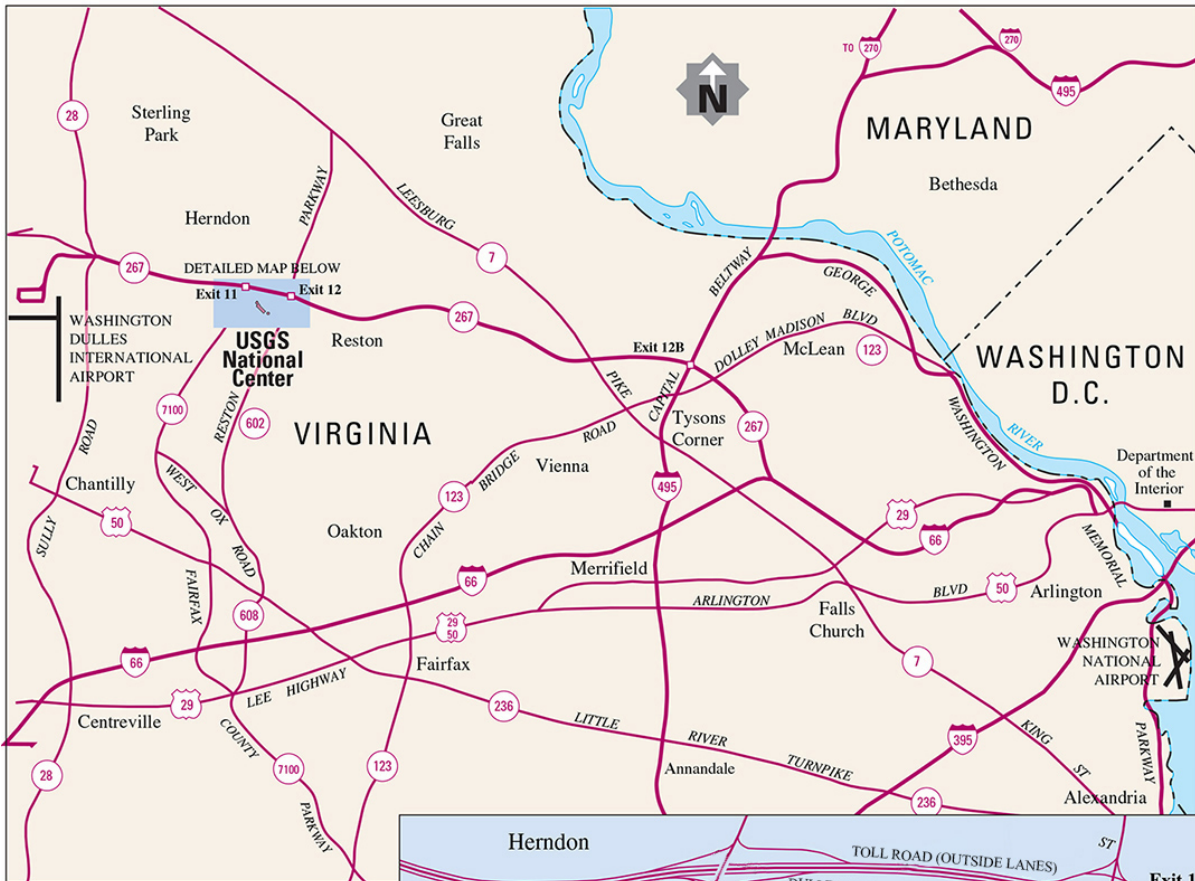 TO
270
270
495
28
Sterling
Park
Great
Falls
N
MARYLAND
Bethesda
PARKWAY
LEESBURG
Herndon
7
POTOMAC
BELTWAY
GEORGE
267
DETAILED MAP BELOW
Exit 11
Exit 12
WASHINGTON
DULLES
INTERNATIONAL
AIRPORT
USGS
National
Center
Reston
267
Exit 12B
DOLLEY MADISON BLVD
McLean
123
WASHINGTON
D.C.
PIKE
CAPITAL
7100
RESTON
602
VIRGINIA
ROAD
Tysons
Corner
267
WASHINGTON
RIVER
ROAD
Department
of the
Interior
Chantilly
WEST OX ROAD
Vienna
BRIDGE
123
495
50
SULLY
Oakton
CHAIN
29
66
MEMORIAL
FAIRFAX
66
Merrifield
608
29
50
ARLINGTON
BLVD
50
Arlington
Falls
Church
66
Fairfax
7
WASHINGTON
NATIONAL
AIRPORT
29
LEE HIGHWAY
Centreville
236
LITTLE
RIVER
TURNPIKE
KING
ST
395
PARKWAY
COUNTY
28
7100
123
Annandale
236
Alexandria
PARKWAY
Herndon
TOLL ROAD (OUTSIDE LANES)
ST